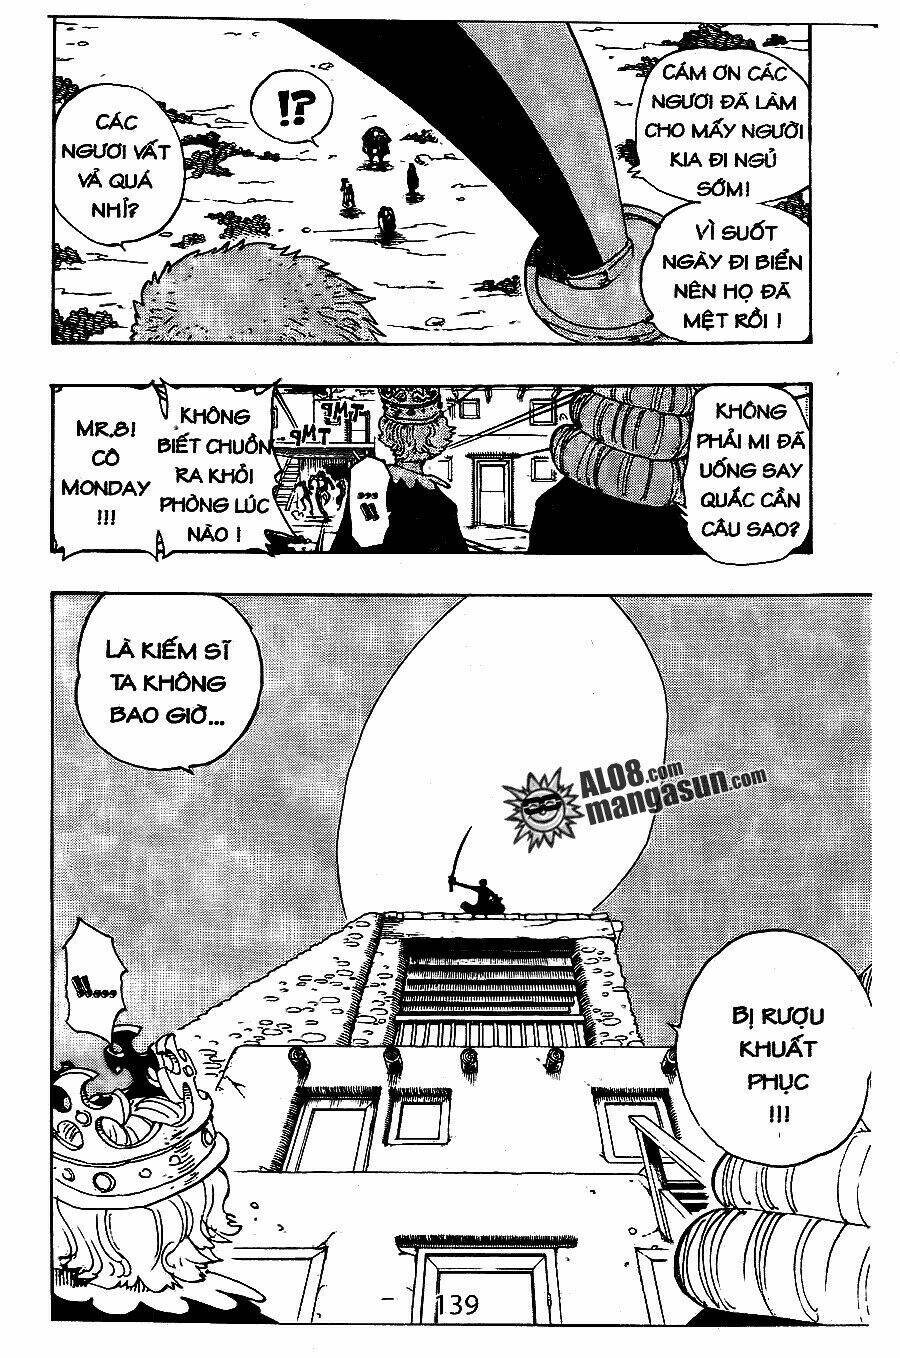 CÁM ƠN CÁC
NGƯƠI ĐÃ LÀM
CHO MẤY NGƯỜI
KIA ĐI NGỦ
SỚM!
VÌ SUỐT
NGÀY ĐI BIỂN
NÊN HỌ ĐÃ
MỆT RỒI !
!?
CÁC
NGƯƠI VẤT
VẢ QUÁ
NHỈ?
KHÔNG
PHẢI MI ĐÃ
UỐNG SAY
QUẮC CẦN
CÂU SAO?
TMP
TMP
...!!
KHÔNG
BIẾT CHUỒN
RA KHỎI
PHÒNG LÚC
NÀO !
MR.8!
CÔ
MONDAY
!!!
LÀ KIẾM SĨ
TA KHÔNG
BAO GIỜ...
AL08.com
mangasun.com
...!!
BỊ RƯỢU
KHUẤT
PHỤC
!!!
139